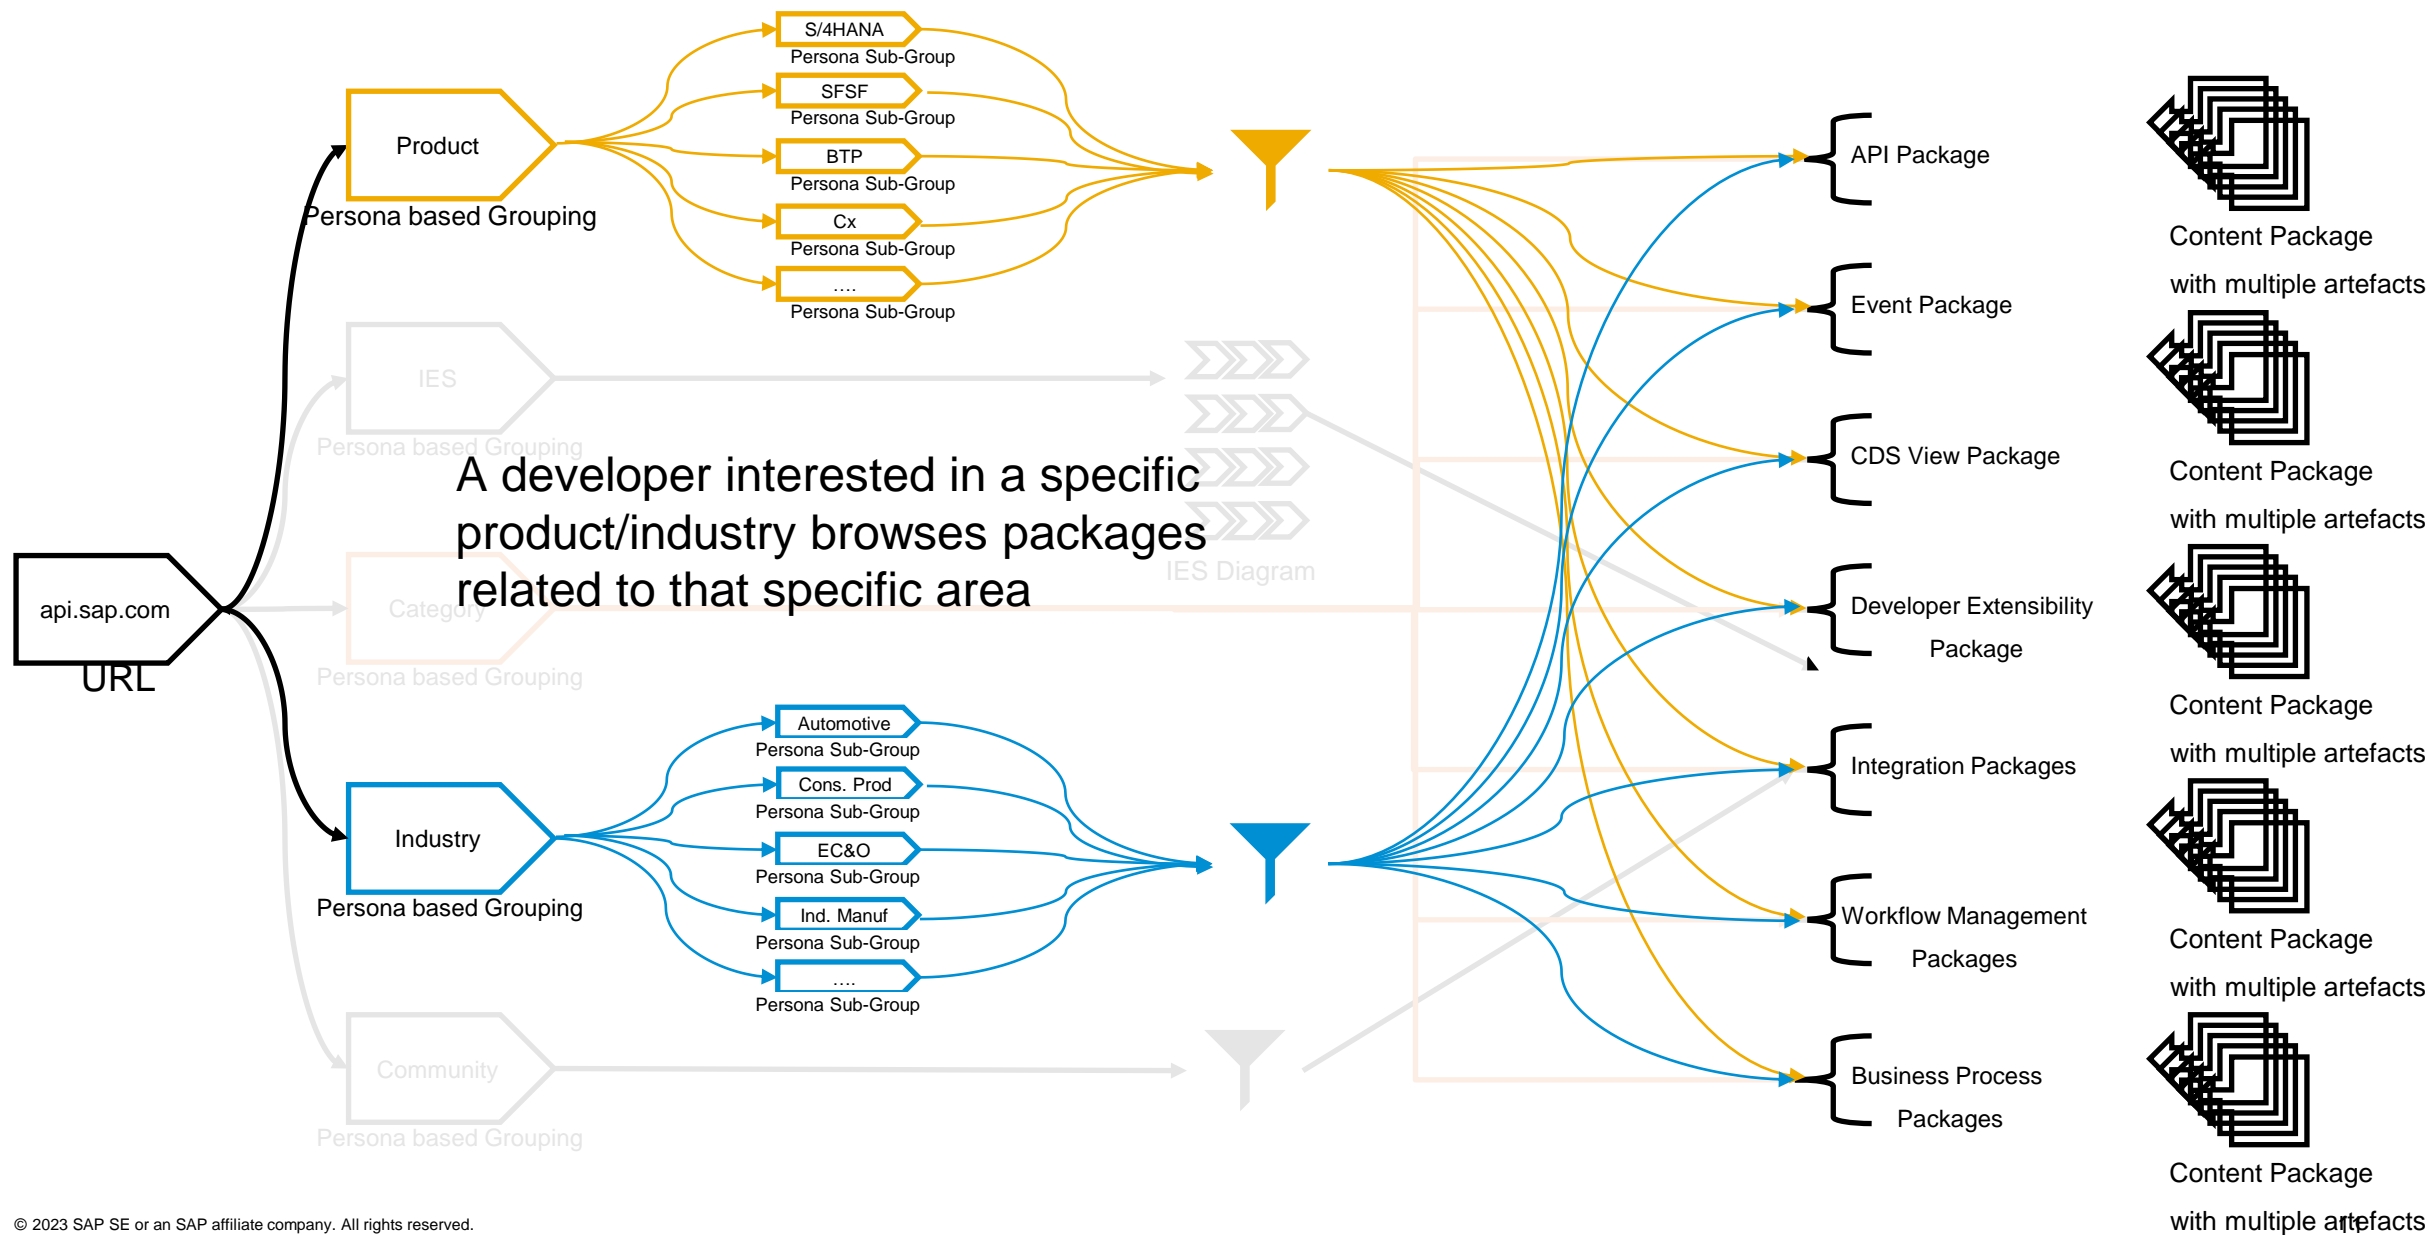 S/4HANA
Persona Sub-Group
SFSF
Persona Sub-Group
BTP
Persona Sub-Group
Cx
Persona Sub-Group
....
Persona Sub-Group
Product
Persona based Grouping
IES
Persona based Grouping
A developer interested in a specific
product/industry browses packages
related to that specific area
IES Diagram
api.sap.com
URL
Category
Persona based Grouping
Automotive
Persona Sub-Group
Cons. Prod
Persona Sub-Group
EC&O
Persona Sub-Group
Ind. Manuf
Persona Sub-Group
....
Persona Sub-Group
Industry
Persona based Grouping
Community
Persona based Grouping
API Package
Event Package
CDS View Package
Developer Extensibility
Package
Integration Packages
Workflow Management
Packages
Business Process
Packages
Content Package
with multiple artefacts
Content Package
with multiple artefacts
Content Package
with multiple artefacts
Content Package
with multiple artefacts
Content Package
with multiple artefacts
© 2023 SAP SE or an SAP affiliate company. All rights reserved.
11